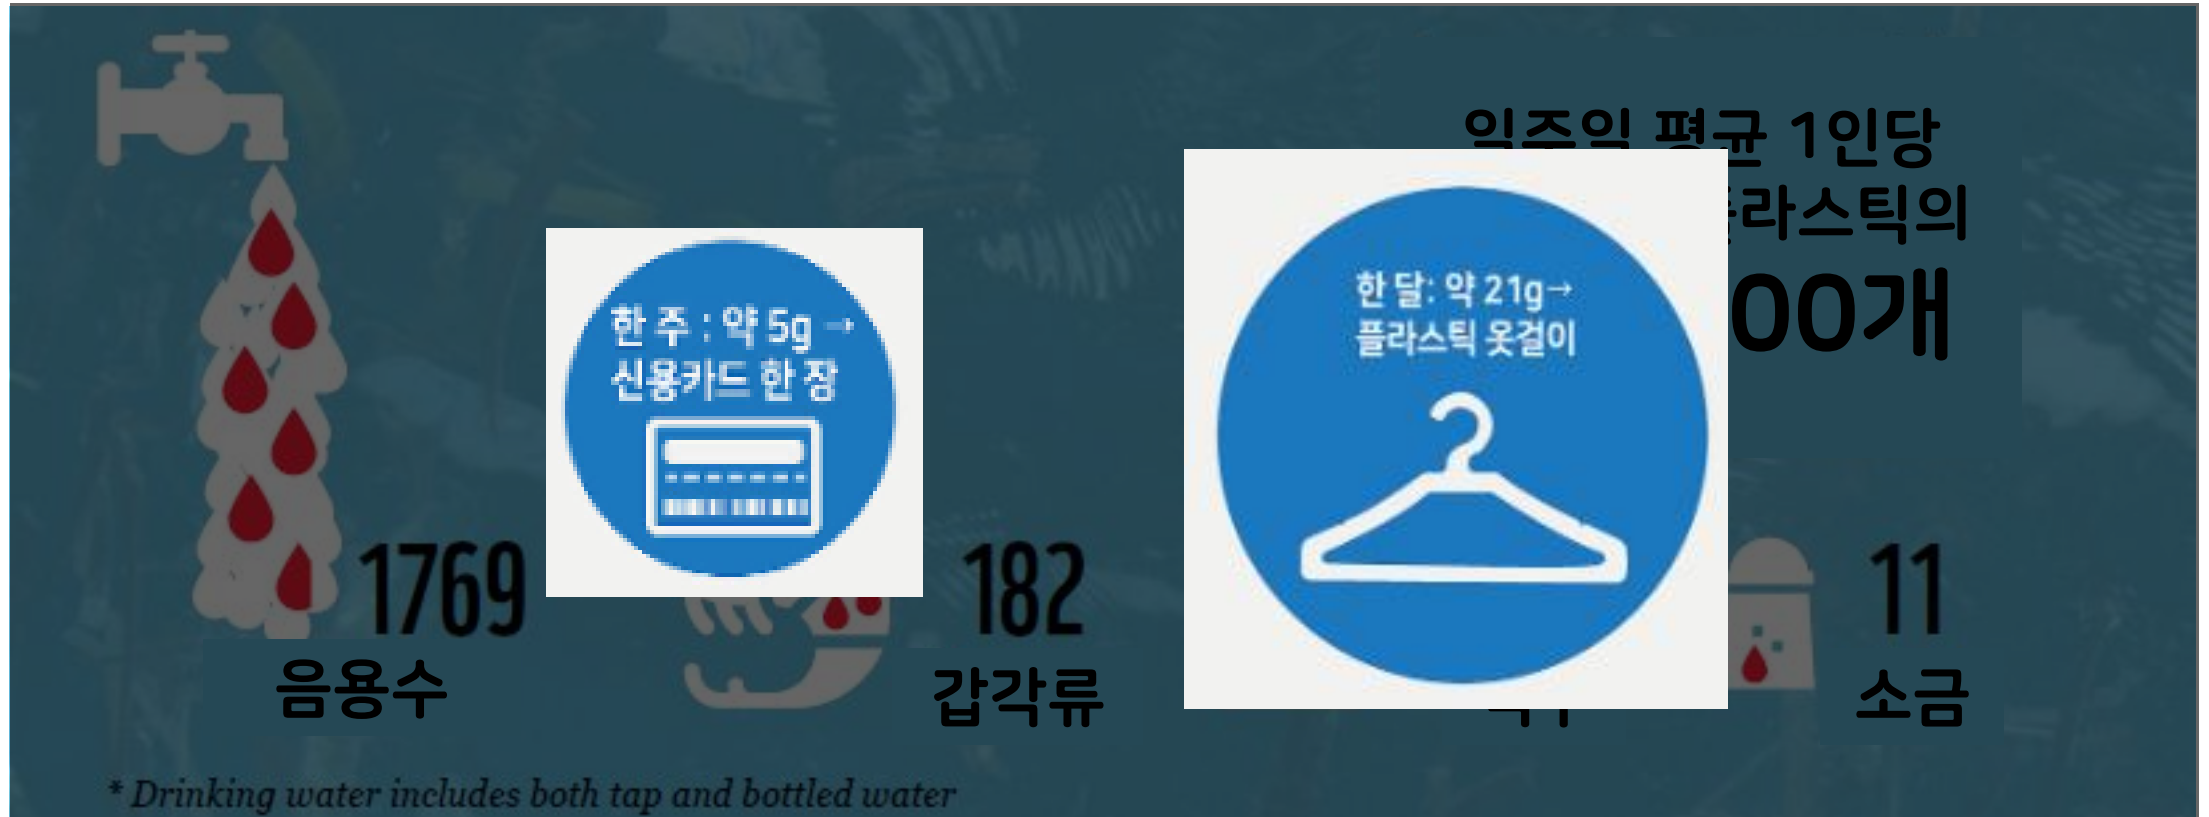 일주일 평균 1인당
플라스틱의
00개
한 주 : 약 5g →
신용카드 한 장
한 달: 약 21g→
플라스틱 옷걸이
1769
음용수
182
갑각류
11
소금
* Drinking water includes both tap and bottled water